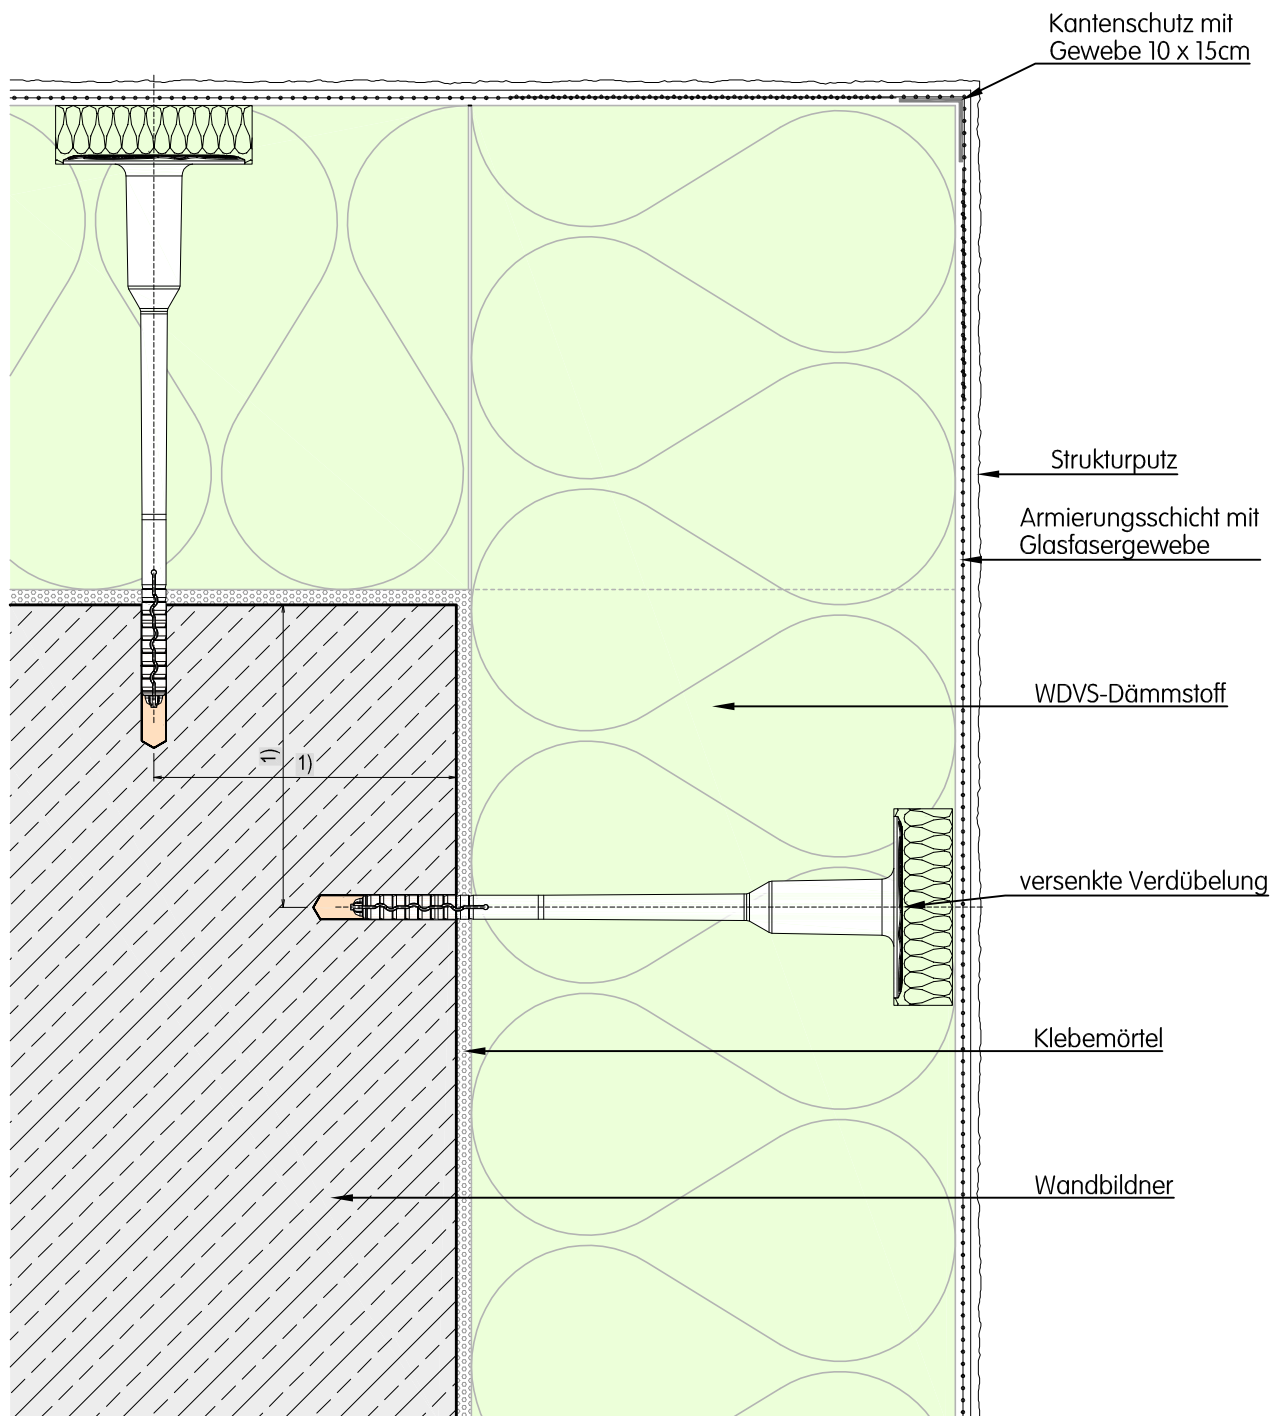 Kantenschutz mit
Gewebe 10 x 15cm
Strukturputz
Armierungsschicht mit
Glasfasergewebe
WDVS-Dämmstoff
1)
1)
versenkte Verdübelung
Klebemörtel
Wandbildner